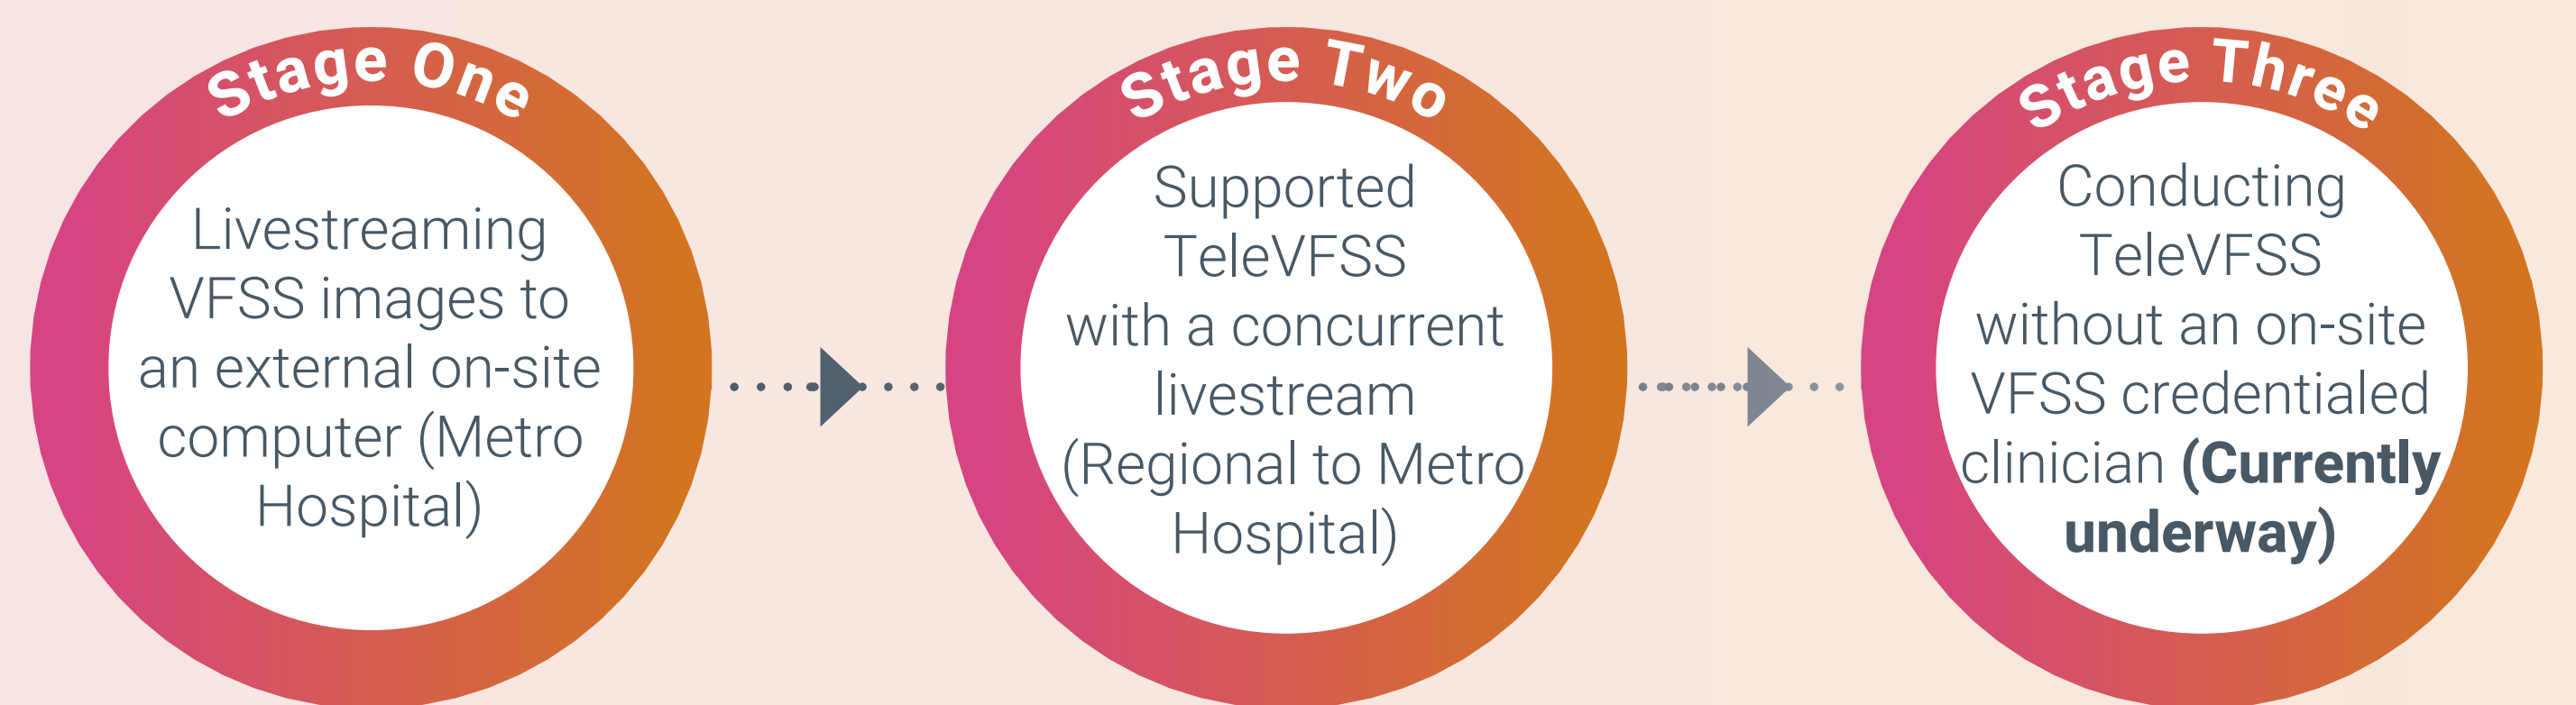 Stage One
Livestreaming
VFSS images to
an external on-site
computer (Metro
Hospital)
Stage Two
Supported
TeleVFSS
with a concurrent
livestream
(Regional to Metro
Hospital)
Stage Three
Conducting
TeleVFSS
without an on-site
VFSS credentialed
clinician (Currently
underway)